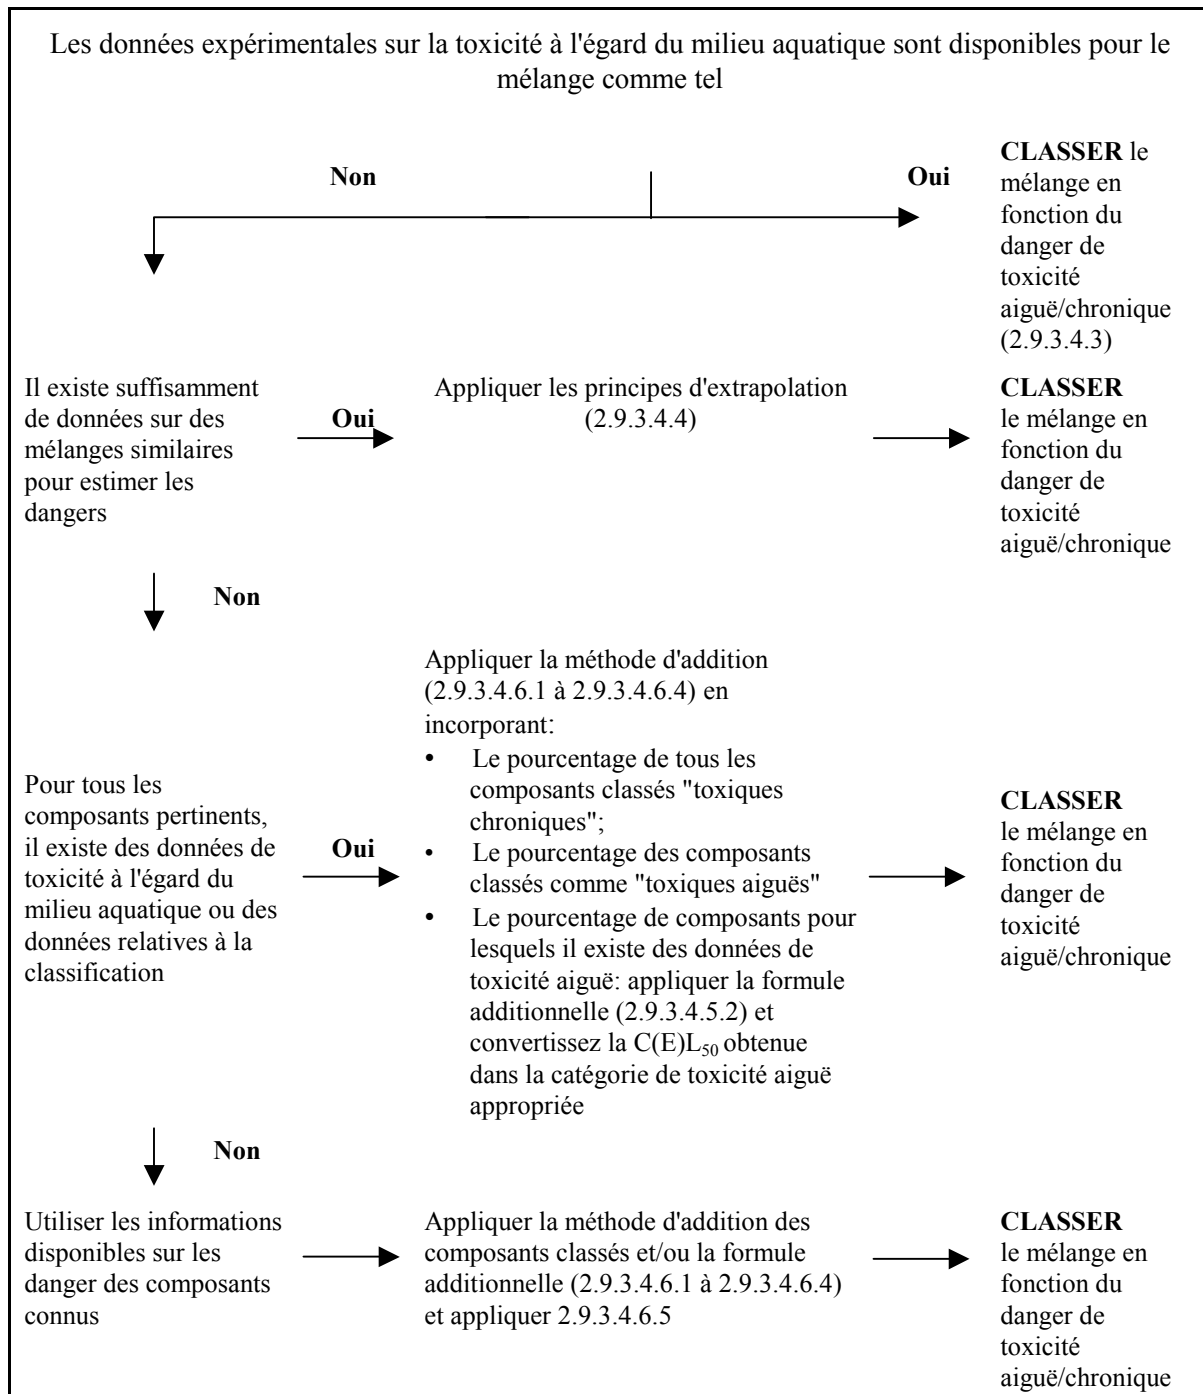 Les données expérimentales sur la toxicité à l'égard du milieu aquatique sont disponibles pour le
mélange comme tel
Non
Oui
CLASSER le
mélange en
fonction du
danger de
toxicité
aiguë/chronique
(2.9.3.4.3)
Il existe suffisamment
de données sur des
mélanges similaires
pour estimer les
dangers
Oui
Appliquer les principes d'extrapolation
(2.9.3.4.4)
CLASSER
le mélange en
fonction du
danger de
toxicité
aiguë/chronique
Non
Pour tous les
composants pertinents,
il existe des données de
toxicité à l'égard du
milieu aquatique ou des
données relatives à la
classification
Oui
Appliquer la méthode d'addition
(2.9.3.4.6.1 à 2.9.3.4.6.4) en
incorporant:
• Le pourcentage de tous les
composants classés "toxiques
chroniques";
• Le pourcentage des composants
classés comme "toxiques aiguës"
• Le pourcentage de composants pour
lesquels il existe des données de
toxicité aiguë: appliquer la formule
additionnelle (2.9.3.4.5.2) et
convertissez la C(E)L₅₀ obtenue
dans la catégorie de toxicité aiguë
appropriée
CLASSER
le mélange en
fonction du
danger de
toxicité
aiguë/chronique
Non
Utiliser les informations
disponibles sur les
danger des composants
connus
Appliquer la méthode d'addition des
composants classés et/ou la formule
additionnelle (2.9.3.4.6.1 à 2.9.3.4.6.4)
et appliquer 2.9.3.4.6.5
CLASSER
le mélange en
fonction du
danger de
toxicité
aiguë/chronique